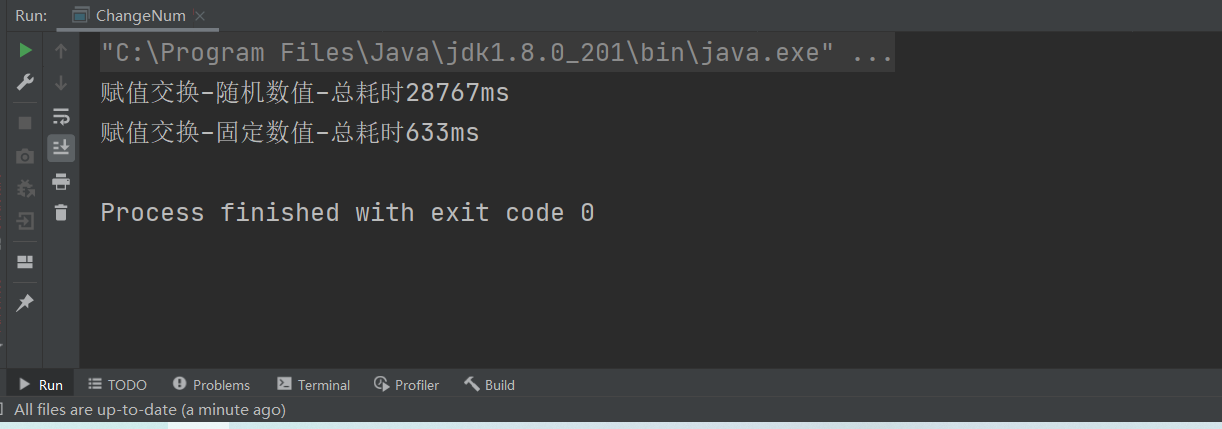 Run: ChangeNum
"C:\Program Files\Java\jdk1.8.0_201\bin\java.exe" ...
赋值交换-随机数值-总耗时28767ms
赋值交换-固定数值-总耗时633ms
Process finished with exit code 0
Run TODO Problems Terminal Profiler Build
All files are up-to-date (a minute ago)